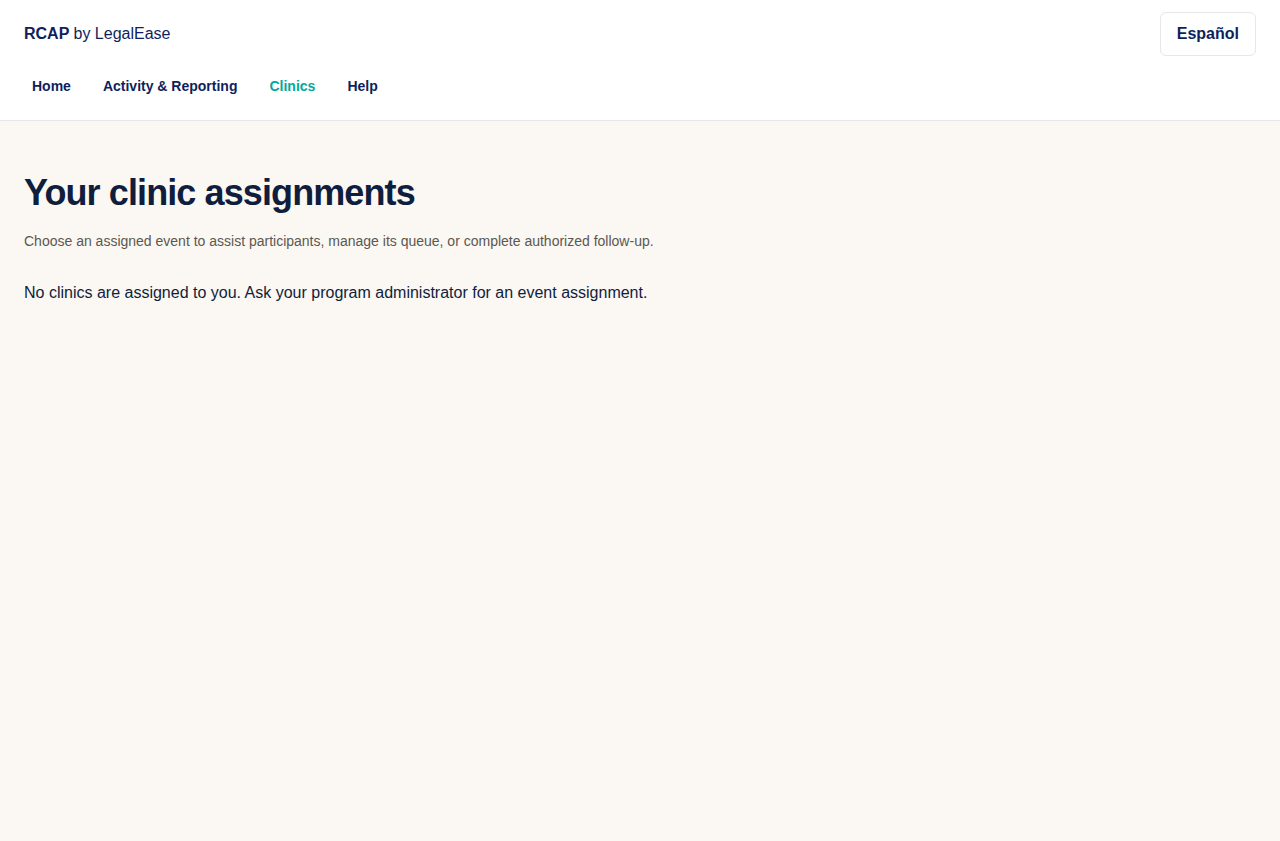 RCAP by LegalEase
Español
Home
Activity & Reporting
Clinics
Help
Your clinic assignments
Choose an assigned event to assist participants, manage its queue, or complete authorized follow-up.
No clinics are assigned to you. Ask your program administrator for an event assignment.